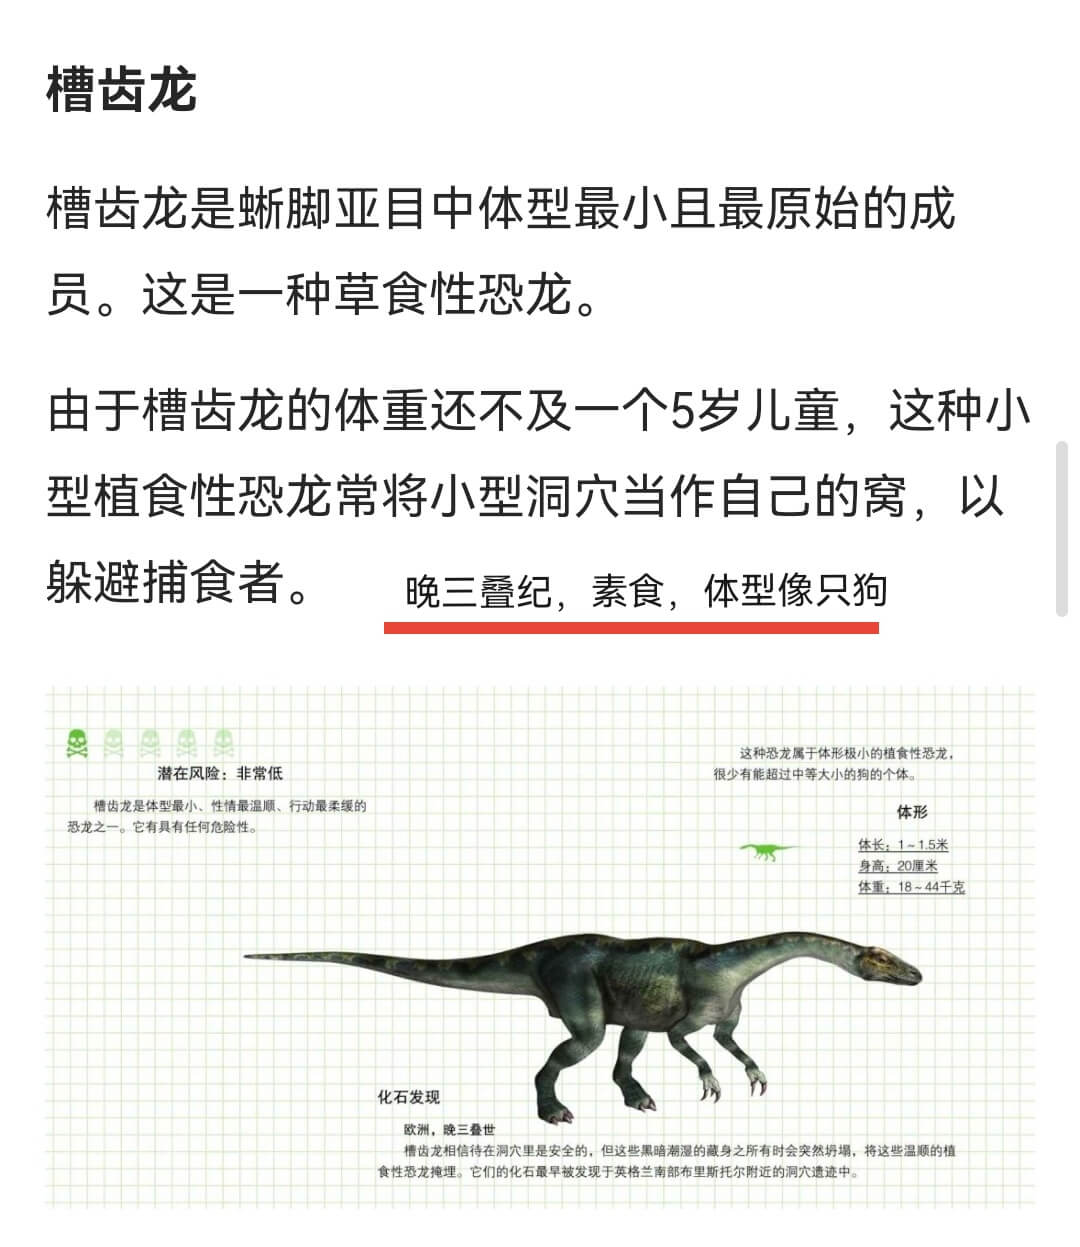 槽齿龙
槽齿龙是蜥脚亚目中体型最小且最原始的成
员。这是一种草食性恐龙。
由于槽齿龙的体重还不及一个5岁儿童，这种小
型植食性恐龙常将小型洞穴当作自己的窝，以
躲避捕食者。
晚三叠纪，素食，体型像只狗
潜在风险：非常低
槽齿龙是体型最小、性情最温顺、行动最柔缓的
恐龙之一。它有具有任何危险性。
这种恐龙属于体形极小的植食性恐龙，
很少有能超过中等大小的狗的个体。
体形
体长：1~1.5米
身高：20厘米
体重：18~44千克
化石发现
欧洲，晚三叠世
槽齿龙相信待在洞穴里是安全的，但这些黑暗潮湿的藏身之所有时会突然坍塌，将这些温顺的植
食性恐龙掩埋。它们的化石最早被发现于英格兰南部布里斯托尔附近的洞穴遗迹中。